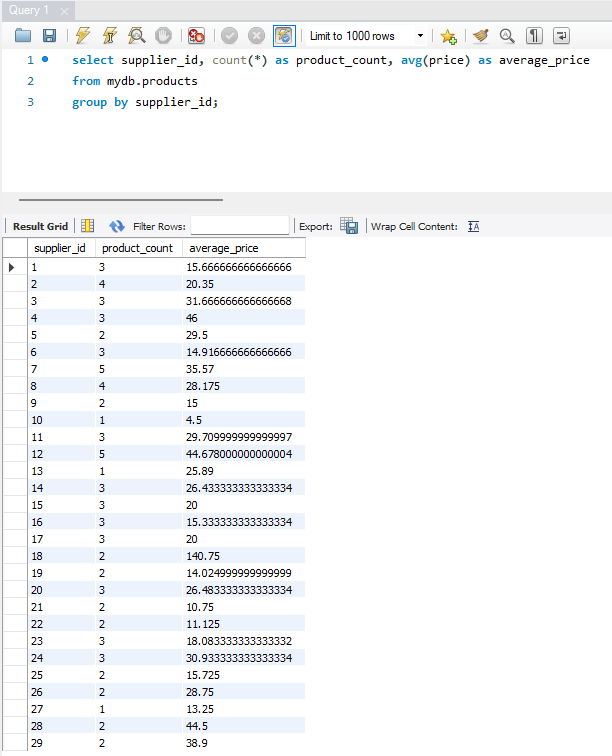 Query 1
Limit to 1000 rows
1 select supplier_id, count(*) as product_count, avg(price) as average_price
2 from mydb.products
3 group by supplier_id;
Result Grid Filter Rows: Export: Wrap Cell Content:
supplier_id product_count average_price
1 3 15.666666666666666
2 4 20.35
3 3 31.666666666666668
4 3 46
5 2 29.5
6 3 14.916666666666666
7 5 35.57
8 4 28.175
9 2 15
10 1 4.5
11 3 29.709999999999997
12 5 44.678000000000004
13 1 25.89
14 3 26.433333333333334
15 3 20
16 3 15.333333333333334
17 3 20
18 2 140.75
19 2 14.024999999999999
20 3 26.483333333333334
21 2 10.75
22 2 11.125
23 3 18.083333333333332
24 3 30.933333333333334
25 2 15.725
26 2 28.75
27 1 13.25
28 2 44.5
29 2 38.9